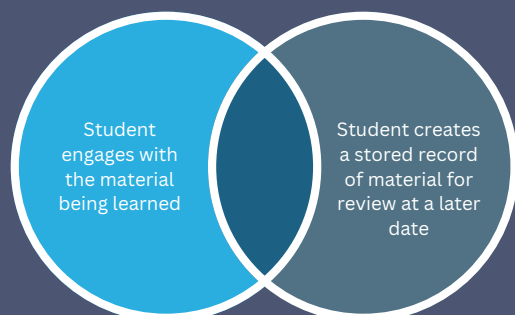 Student
engages with
the material
being learned
Student creates
a stored record
of material for
review at a later
date